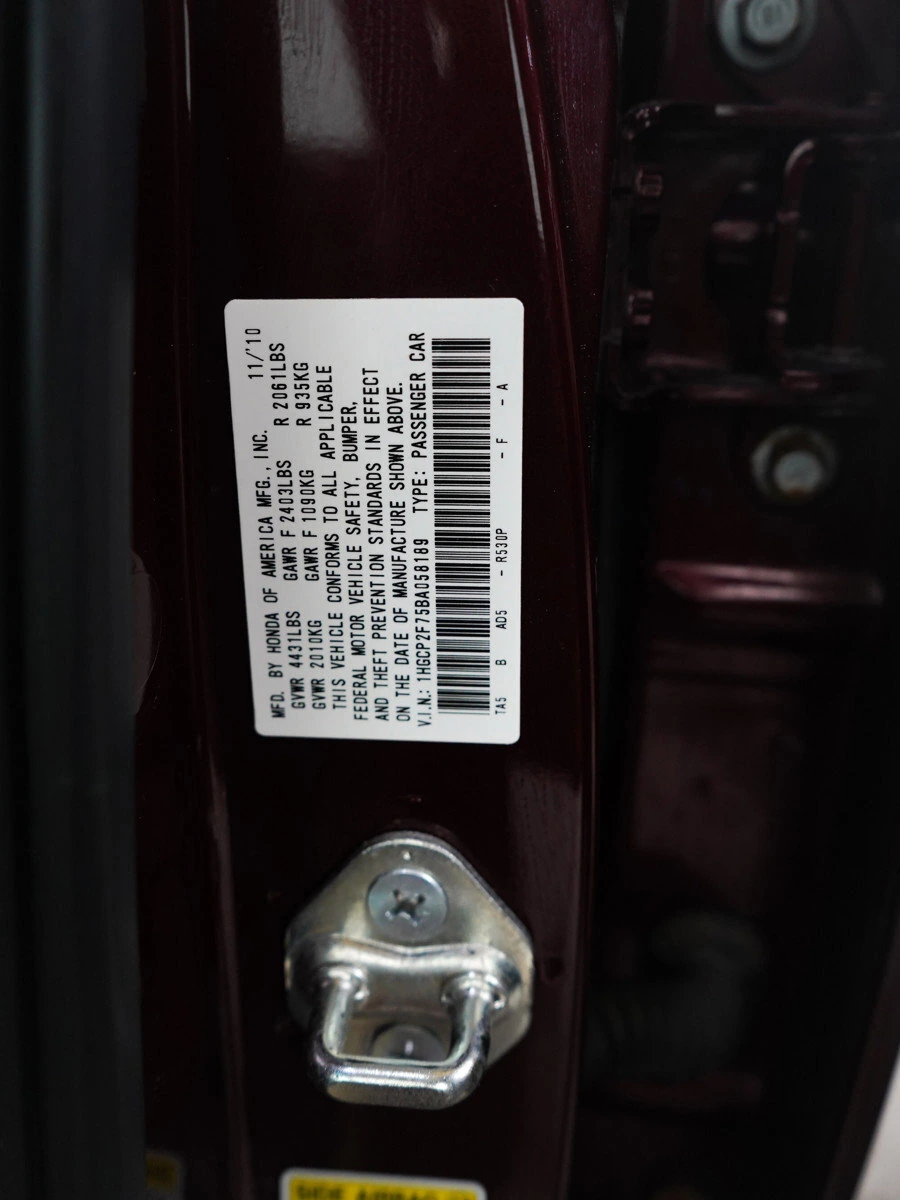 MFD. BY HONDA OF AMERICA MFG., INC. 11/'10
GVWR 4431LBS GAWR F 2403LBS R 2061LBS
GVWR 2010KG GAWR F 1090KG R 935KG
THIS VEHICLE CONFORMS TO ALL APPLICABLE
FEDERAL MOTOR VEHICLE SAFETY, BUMPER,
AND THEFT PREVENTION STANDARDS IN EFFECT
ON THE DATE OF MANUFACTURE SHOWN ABOVE.
V.I.N.: 1HGCP2F75BA058189 TYPE: PASSENGER CAR
TA5 B AD5 - R530P - F - A
SIDE AIRBAG